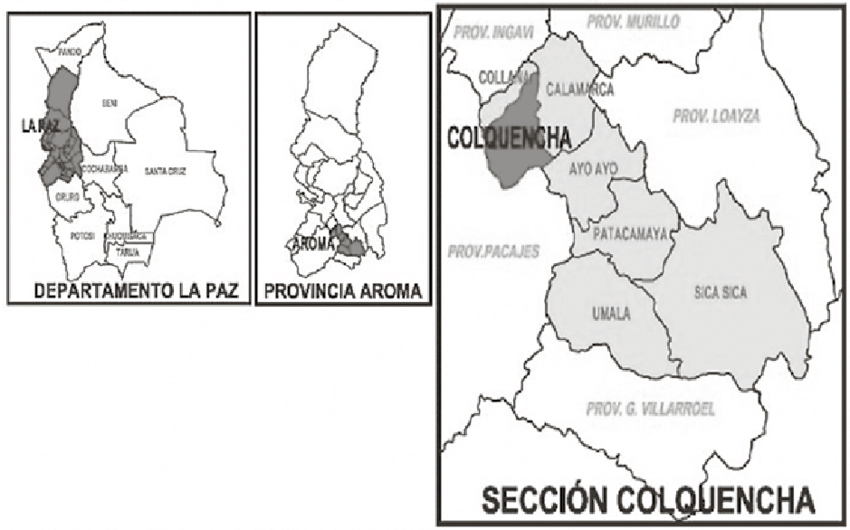 PANDO
BENI
LA PAZ
COCHABAMBA
SANTA CRUZ
ORURO
POTOSI
CHUQUISACA
TARIJA
DEPARTAMENTO LA PAZ
AROMA
PROVINCIA AROMA
PROV. INGAVI
PROV. MURILLO
COLLANA
CALAMARCA
PROV. LOAYZA
COLQUENCHA
AYO AYO
PATACAMAYA
PROV.PACAJES
SICA SICA
UMALA
PROV. G. VILLARROEL
SECCIÓN COLQUENCHA